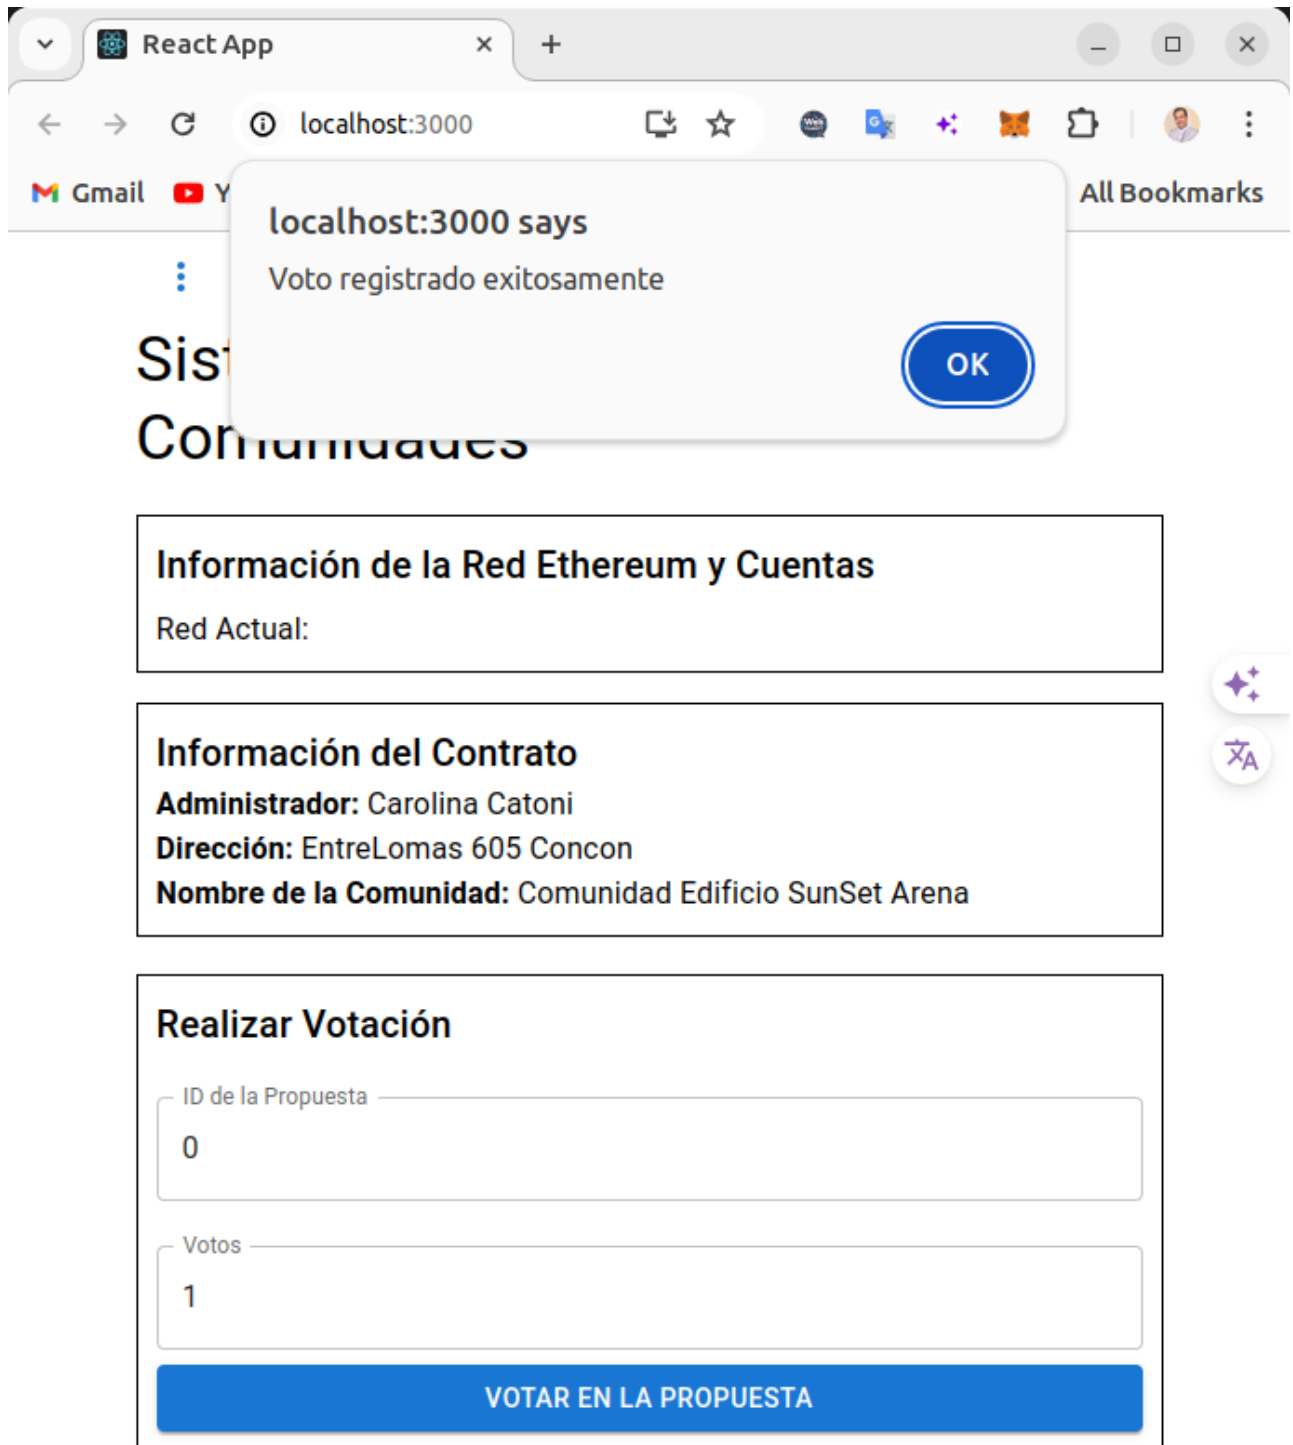 React App
localhost:3000
Gmail
All Bookmarks
localhost:3000 says
Voto registrado exitosamente
OK
Comunidades
Información de la Red Ethereum y Cuentas
Red Actual:
Información del Contrato
Administrador: Carolina Catoni
Dirección: EntreLomas 605 Concon
Nombre de la Comunidad: Comunidad Edificio SunSet Arena
Realizar Votación
ID de la Propuesta
0
Votos
1
VOTAR EN LA PROPUESTA